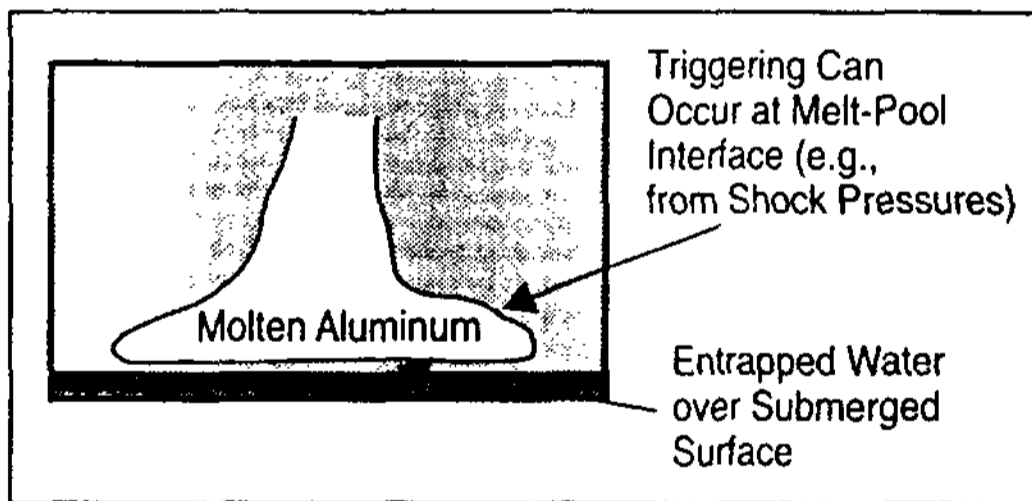 Triggering Can
Occur at Melt-Pool
Interface (e.g.,
from Shock Pressures)
Molten Aluminum
Entrapped Water
over Submerged
Surface